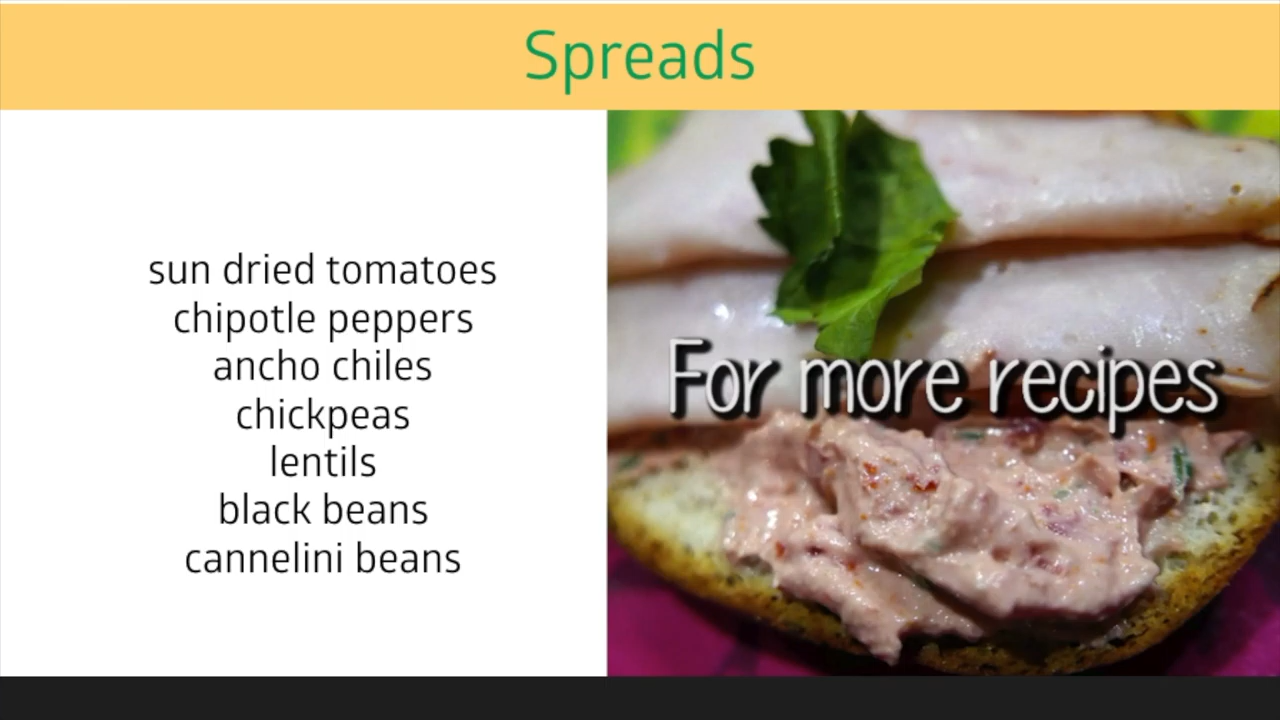 Spreads
sun dried tomatoes
chipotle peppers
ancho chiles
chickpeas
lentils
black beans
cannelini beans
For more recipes